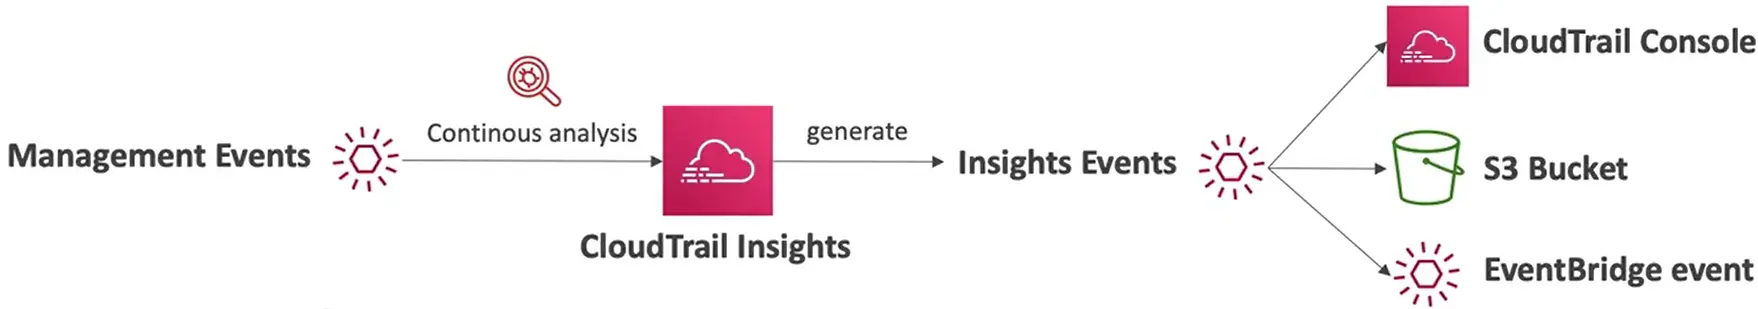 Management Events
Continous analysis
CloudTrail Insights
generate
Insights Events
CloudTrail Console
S3 Bucket
EventBridge event